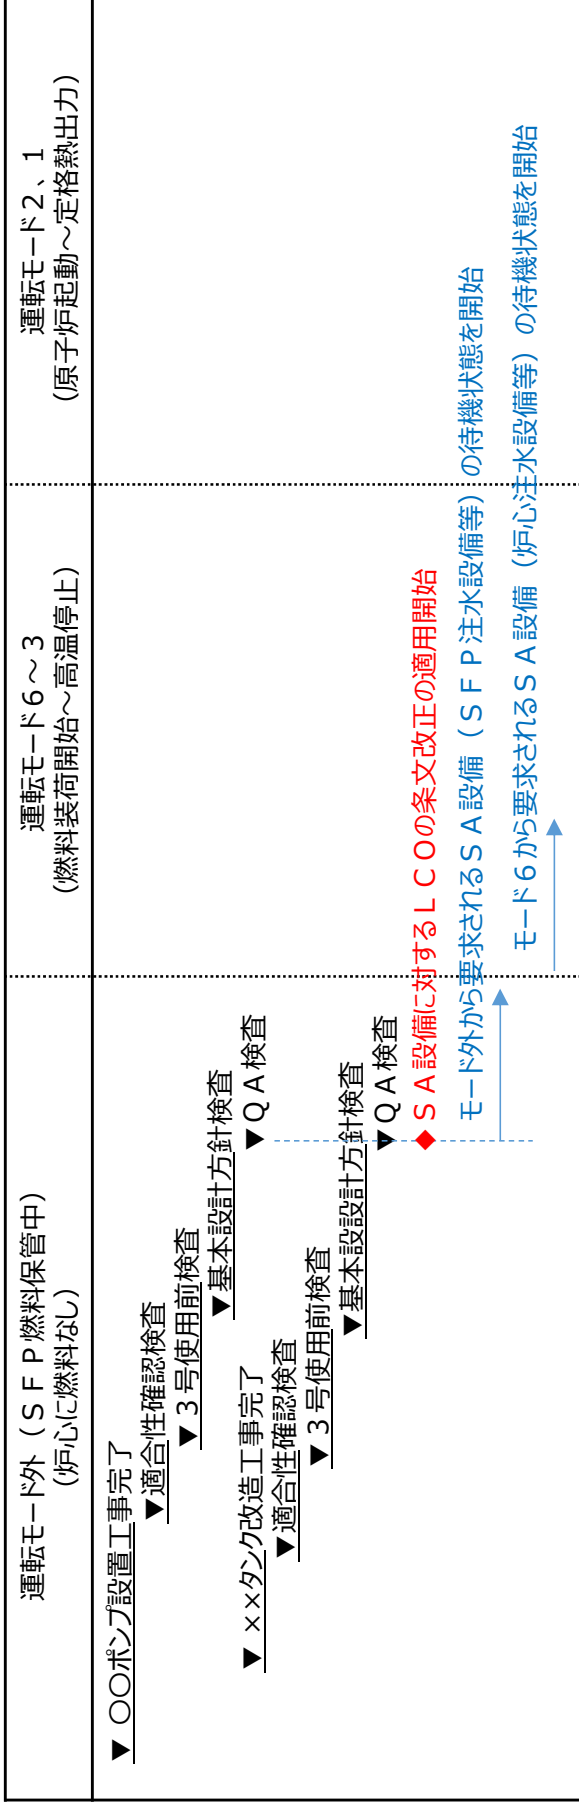 運転モード外（ＳＦＰ燃料保管中）
（炉心に燃料なし）
運転モード６～３
（燃料装荷開始～高温停止）
運転モード２、１
（原子炉起動～定格熱出力）
▼ ○○ポンプ設置工事完了
▼適合性確認検査
▼３号使用前検査
▼基本設計方針検査
▼ＱＡ検査
▼ ××タンク改造工事完了
▼適合性確認検査
▼３号使用前検査
▼基本設設計方針検査
▼ＱＡ検査
◆ＳＡ設備に対するＬＣＯの条文改正の適用開始
モード外から要求されるＳＡ設備（ＳＦＰ注水設備等）の待機状態を開始
モード６から要求されるＳＡ設備（炉心注水設備等）の待機状態を開始